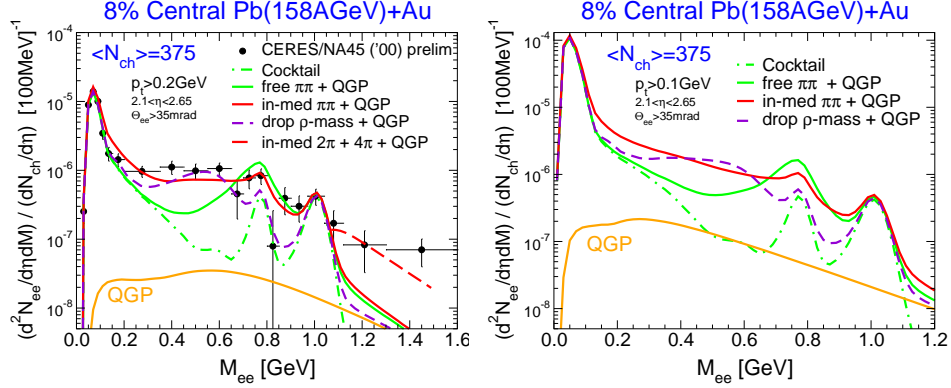 8% Central Pb(158AGeV)+Au
(d²N_ee/dηdM) / (dN_ch/dη) [100MeV]⁻¹
10⁻⁴
10⁻⁵
10⁻⁶
10⁻⁷
10⁻⁸
<N_ch>=375
p_t>0.2GeV
2.1<η<2.65
Θ_ee>35mrad
CERES/NA45 ('00) prelim
Cocktail
free ππ + QGP
in-med ππ + QGP
drop ρ-mass + QGP
in-med 2π + 4π + QGP
QGP
0.0 0.2 0.4 0.6 0.8 1.0 1.2 1.4 1.6
M_ee [GeV]
8% Central Pb(158AGeV)+Au
(d²N_ee/dηdM) / (dN_ch/dη) [100MeV]⁻¹
10⁻⁴
10⁻⁵
10⁻⁶
10⁻⁷
10⁻⁸
<N_ch>=375
p_t>0.1GeV
2.1<η<2.65
Θ_ee>35mrad
Cocktail
free ππ + QGP
in-med ππ + QGP
drop ρ-mass + QGP
QGP
0.0 0.2 0.4 0.6 0.8 1.0 1.2
M_ee [GeV]